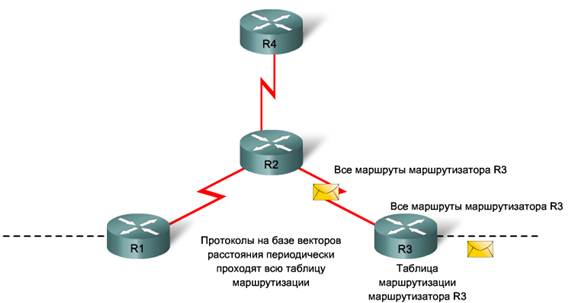 R4
R2
Все маршруты маршрутизатора R3
Все маршруты маршрутизатора R3
R1
Протоколы на базе векторов
расстояния периодически
проходят всю таблицу
маршрутизации
R3
Таблица
маршрутизации
маршрутизатора R3